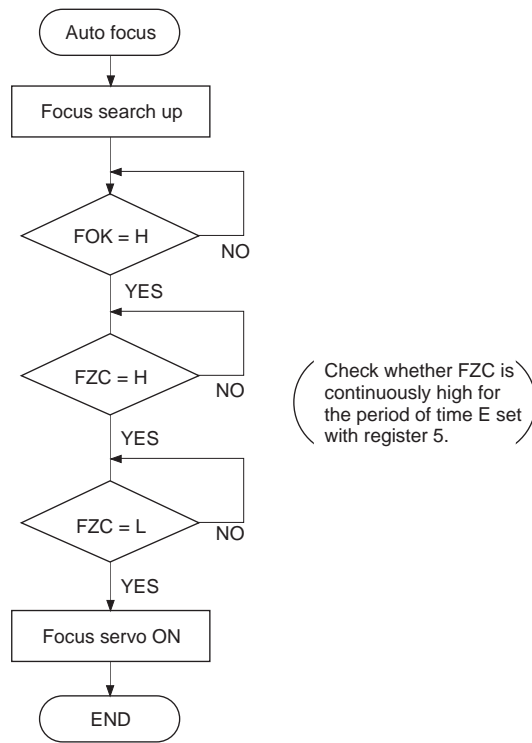 Auto focus
Focus search up
FOK = H
NO
YES
FZC = H
NO
Check whether FZC is
continuously high for
the period of time E set
with register 5.
YES
FZC = L
NO
YES
Focus servo ON
END